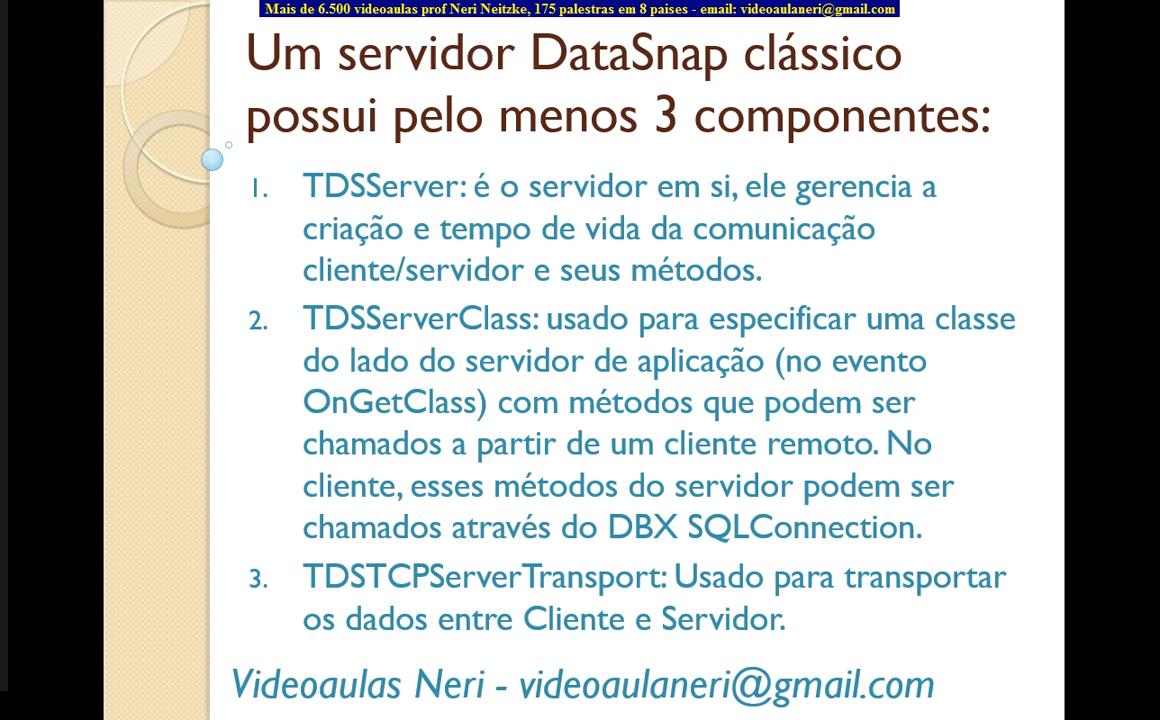 Mais de 6.500 videoaulas prof Neri Neitzke, 175 palestras em 8 paises - email: videoaulaneri@gmail.com
Um servidor DataSnap clássico
possui pelo menos 3 componentes:
1. TDSServer: é o servidor em si, ele gerencia a
criação e tempo de vida da comunicação
cliente/servidor e seus métodos.
2. TDSServerClass: usado para especificar uma classe
do lado do servidor de aplicação (no evento
OnGetClass) com métodos que podem ser
chamados a partir de um cliente remoto. No
cliente, esses métodos do servidor podem ser
chamados através do DBX SQLConnection.
3. TDSTCPServerTransport: Usado para transportar
os dados entre Cliente e Servidor.
Videoaulas Neri - videoaulaneri@gmail.com